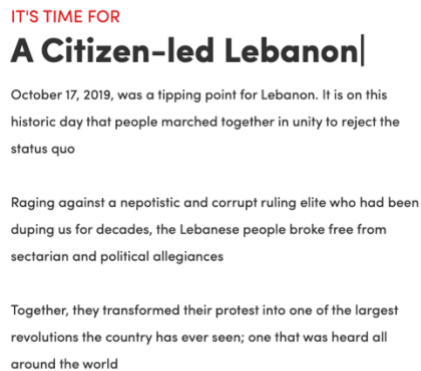 IT'S TIME FOR
A Citizen-led Lebanon|
October 17, 2019, was a tipping point for Lebanon. It is on this
historic day that people marched together in unity to reject the
status quo
Raging against a nepotistic and corrupt ruling elite who had been
duping us for decades, the Lebanese people broke free from
sectarian and political allegiances
Together, they transformed their protest into one of the largest
revolutions the country has ever seen; one that was heard all
around the world